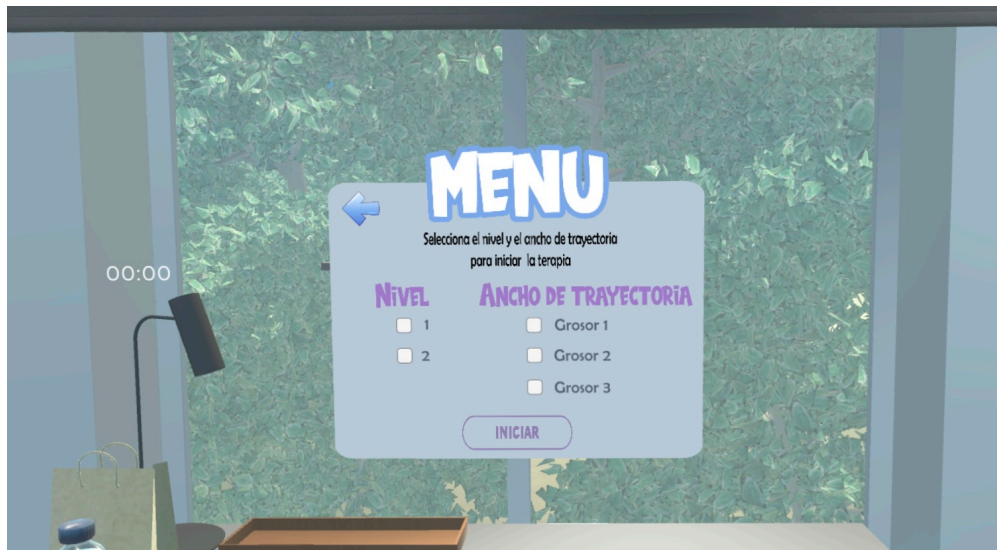 MENU
Selecciona el nivel y el ancho de trayectoria
para iniciar la terapia
00:00
NiVEL
ANCHO DE TRAYECTORiA
1
Grosor 1
2
Grosor 2
Grosor 3
INICIAR